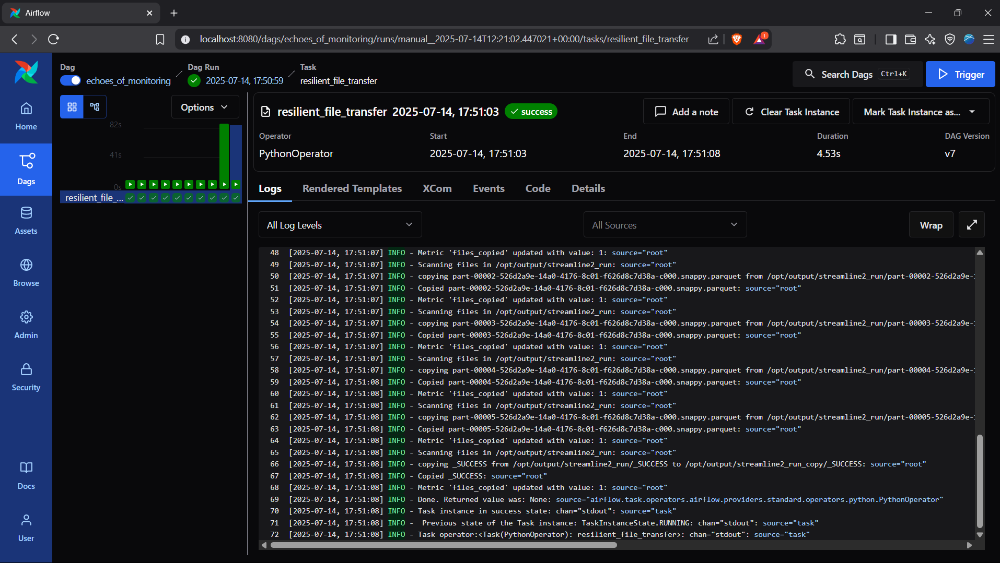 Airflow
localhost:8080/dags/echoes_of_monitoring/runs/manual__2025-07-14T12:21:02.447021+00:00/tasks/resilient_file_transfer
1
Dag
echoes_of_monitoring
Dag Run
2025-07-14, 17:50:59
Task
resilient_file_transfer
Search Dags Ctrl+K
Trigger
Home
Dags
Assets
Browse
Admin
Security
Docs
User
Options
82s
41s
0s
resilient_file_...
resilient_file_transfer 2025-07-14, 17:51:03 success
Add a note
Clear Task Instance
Mark Task Instance as...
Operator Start End Duration DAG Version
PythonOperator 2025-07-14, 17:51:03 2025-07-14, 17:51:08 4.53s v7
Logs Rendered Templates XCom Events Code Details
All Log Levels All Sources Wrap
48 [2025-07-14, 17:51:07] INFO - Metric 'files_copied' updated with value: 1: source="root"
49 [2025-07-14, 17:51:07] INFO - Scanning files in /opt/output/streamline2_run: source="root"
50 [2025-07-14, 17:51:07] INFO - copying part-00002-526d2a9e-14a0-4176-8c01-f626d8c7d38a-c000.snappy.parquet from /opt/output/streamline2_run/part-00002-526d2a9e-
51 [2025-07-14, 17:51:07] INFO - Copied part-00002-526d2a9e-14a0-4176-8c01-f626d8c7d38a-c000.snappy.parquet: source="root"
52 [2025-07-14, 17:51:07] INFO - Metric 'files_copied' updated with value: 1: source="root"
53 [2025-07-14, 17:51:07] INFO - Scanning files in /opt/output/streamline2_run: source="root"
54 [2025-07-14, 17:51:07] INFO - copying part-00003-526d2a9e-14a0-4176-8c01-f626d8c7d38a-c000.snappy.parquet from /opt/output/streamline2_run/part-00003-526d2a9e-
55 [2025-07-14, 17:51:07] INFO - Copied part-00003-526d2a9e-14a0-4176-8c01-f626d8c7d38a-c000.snappy.parquet: source="root"
56 [2025-07-14, 17:51:07] INFO - Metric 'files_copied' updated with value: 1: source="root"
57 [2025-07-14, 17:51:07] INFO - Scanning files in /opt/output/streamline2_run: source="root"
58 [2025-07-14, 17:51:07] INFO - copying part-00004-526d2a9e-14a0-4176-8c01-f626d8c7d38a-c000.snappy.parquet from /opt/output/streamline2_run/part-00004-526d2a9e-
59 [2025-07-14, 17:51:08] INFO - Copied part-00004-526d2a9e-14a0-4176-8c01-f626d8c7d38a-c000.snappy.parquet: source="root"
60 [2025-07-14, 17:51:08] INFO - Metric 'files_copied' updated with value: 1: source="root"
61 [2025-07-14, 17:51:08] INFO - Scanning files in /opt/output/streamline2_run: source="root"
62 [2025-07-14, 17:51:08] INFO - copying part-00005-526d2a9e-14a0-4176-8c01-f626d8c7d38a-c000.snappy.parquet from /opt/output/streamline2_run/part-00005-526d2a9e-
63 [2025-07-14, 17:51:08] INFO - Copied part-00005-526d2a9e-14a0-4176-8c01-f626d8c7d38a-c000.snappy.parquet: source="root"
64 [2025-07-14, 17:51:08] INFO - Metric 'files_copied' updated with value: 1: source="root"
65 [2025-07-14, 17:51:08] INFO - Scanning files in /opt/output/streamline2_run: source="root"
66 [2025-07-14, 17:51:08] INFO - copying _SUCCESS from /opt/output/streamline2_run/_SUCCESS to /opt/output/streamline2_run_copy/_SUCCESS: source="root"
67 [2025-07-14, 17:51:08] INFO - Copied _SUCCESS: source="root"
68 [2025-07-14, 17:51:08] INFO - Metric 'files_copied' updated with value: 1: source="root"
69 [2025-07-14, 17:51:08] INFO - Done. Returned value was: None: source="airflow.task.operators.airflow.providers.standard.operators.python.PythonOperator"
70 [2025-07-14, 17:51:08] INFO - Task instance in success state: chan="stdout": source="task"
71 [2025-07-14, 17:51:08] INFO -  Previous state of the Task instance: TaskInstanceState.RUNNING: chan="stdout": source="task"
72 [2025-07-14, 17:51:08] INFO - Task operator:<Task(PythonOperator): resilient_file_transfer>: chan="stdout": source="task"